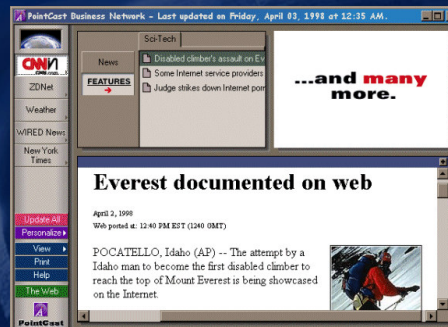 PointCast Business Network - Last updated on Friday, April 03, 1998 at 12:35 AM.
CNN
ZDNet
Weather
WIRED News
New York
Times
Update All
Personalize
View
Print
Help
The Web
PointCast
Sci-Tech
News
FEATURES
Disabled climber's assault on Ev
Some Internet service providers
Judge strikes down Internet porn
...and many
more.
Everest documented on web
April 2, 1998
Web posted at: 12:40 PM EST (1240 GMT)
POCATELLO, Idaho (AP) -- The attempt by a
Idaho man to become the first disabled climber to
reach the top of Mount Everest is being showcased
on the Internet.